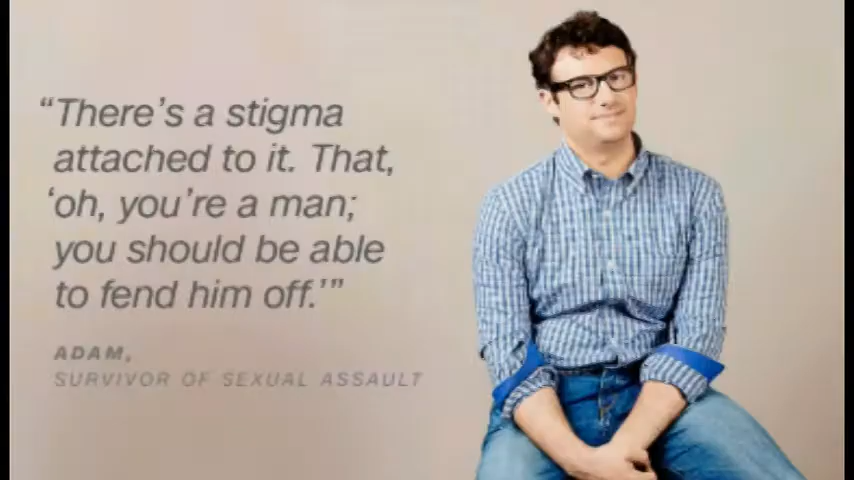 “There’s a stigma
attached to it. That,
‘oh, you’re a man;
you should be able
to fend him off.’”
ADAM,
SURVIVOR OF SEXUAL ASSAULT